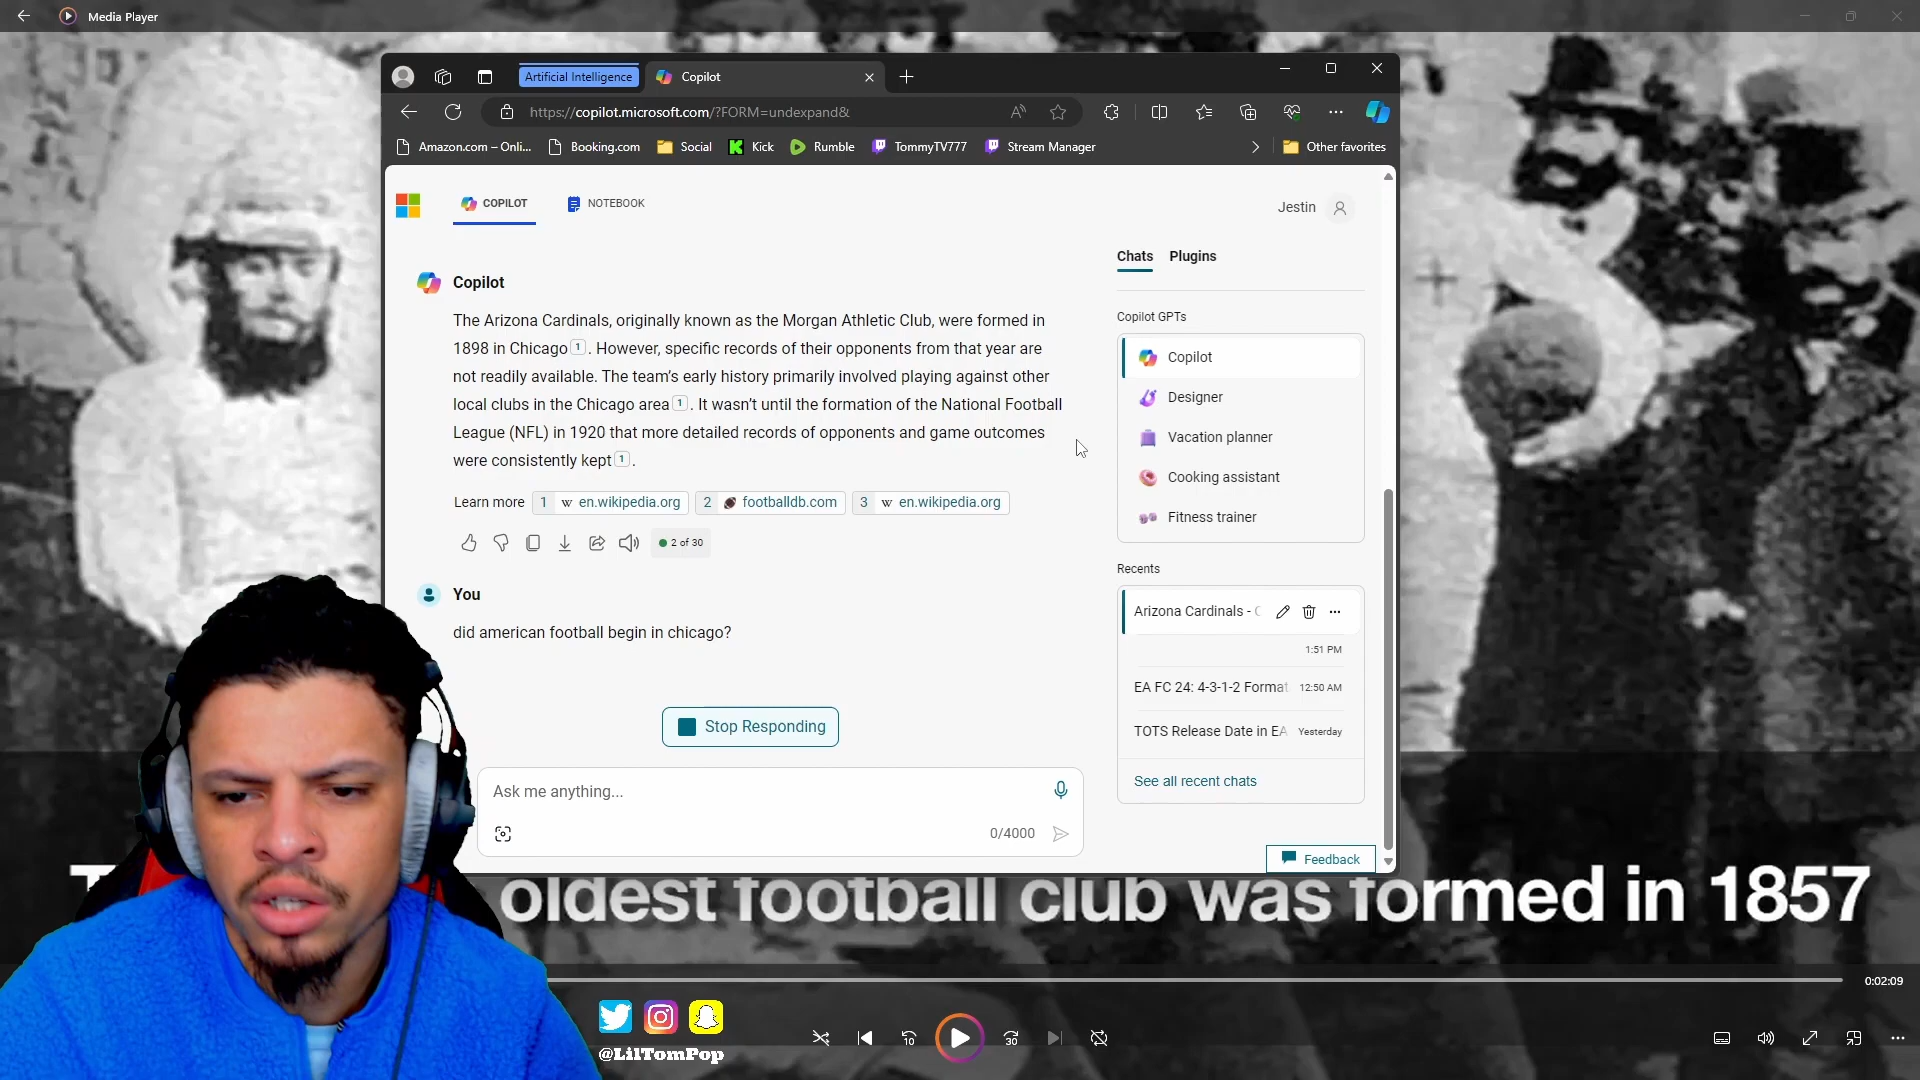 Media Player
Artificial Intelligence
Copilot
https://copilot.microsoft.com/?FORM=undexpand&
Amazon.com – Onli...
Booking.com
Social
Kick
Rumble
TommyTV777
Stream Manager
Other favorites
COPILOT
NOTEBOOK
Jestin
Chats
Plugins
Copilot
The Arizona Cardinals, originally known as the Morgan Athletic Club, were formed in
1898 in Chicago 1 . However, specific records of their opponents from that year are
not readily available. The team's early history primarily involved playing against other
local clubs in the Chicago area 1 . It wasn't until the formation of the National Football
League (NFL) in 1920 that more detailed records of opponents and game outcomes
were consistently kept 1 .
Learn more 1 W en.wikipedia.org 2 footballdb.com 3 W en.wikipedia.org
2 of 30
You
did american football begin in chicago?
Stop Responding
Ask me anything...
0/4000
Copilot GPTs
Copilot
Designer
Vacation planner
Cooking assistant
Fitness trainer
Recents
Arizona Cardinals -
1:51 PM
EA FC 24: 4-3-1-2 Format
12:50 AM
TOTS Release Date in EA
Yesterday
See all recent chats
Feedback
oldest football club was formed in 1857
0:02:09
10
30
@LilTomPop